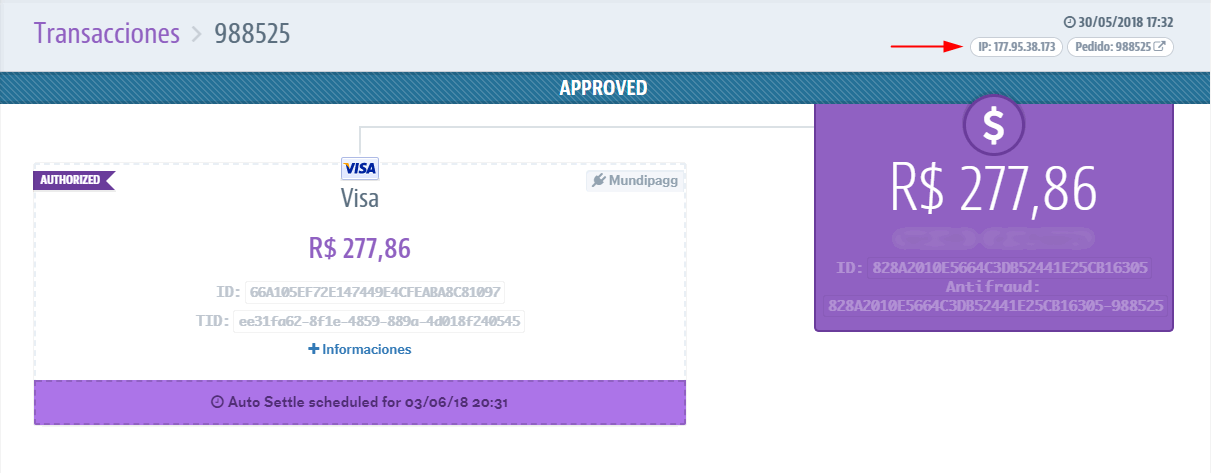 Transacciones > 988525
30/05/2018 17:32
IP: 177.95.38.173 Pedido: 988525
APPROVED
$
R$ 277,86
ID: 828A2010E5664C3DB52441E25CB16305
Antifraud:
828A2010E5664C3DB52441E25CB16305-988525
AUTHORIZED
VISA
Mundipagg
Visa
R$ 277,86
ID: 66A105EF72E147449E4CFEABA8C81097
TID: ee31fa62-8f1e-4859-889a-4d018f240545
+ Informaciones
Auto Settle scheduled for 03/06/18 20:31